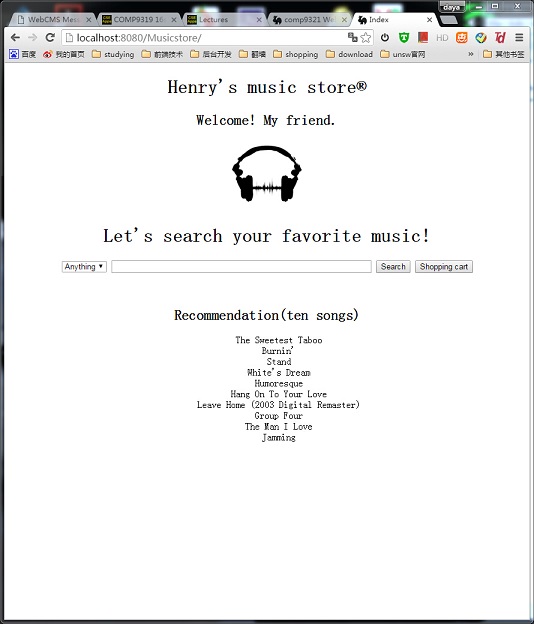 daya
WebCMS Mess
COMP9319 16s
Lectures
comp9321 We
Index
localhost:8080/Musicstore/
百度
我的首页
studying
前端技术
后台开发
翻墙
shopping
download
unsw官网
»
其他书签
Henry's music store®
Welcome! My friend.
Let's search your favorite music!
Anything
Search
Shopping cart
Recommendation(ten songs)
The Sweetest Taboo
Burnin'
Stand
White's Dream
Humoresque
Hang On To Your Love
Leave Home (2003 Digital Remaster)
Group Four
The Man I Love
Jamming